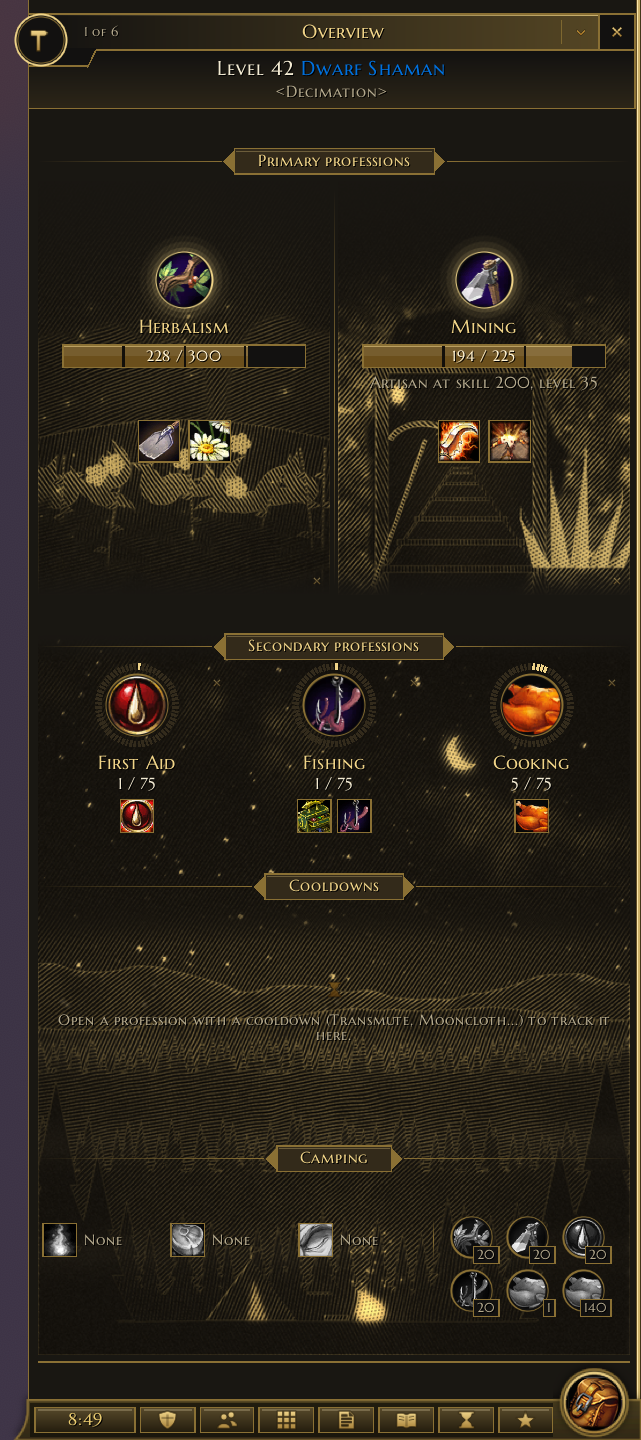 1 of 6
Overview
Level 42 Dwarf Shaman
<Decimation>
Primary professions
Herbalism
228 / 300
Mining
194 / 225
Artisan at skill 200, level 35
Secondary professions
First Aid
1 / 75
Fishing
1 / 75
Cooking
5 / 75
Cooldowns
Open a profession with a cooldown (Transmute, Mooncloth...) to track it
here.
Camping
None
None
None
20
20
20
20
1
140
8:49